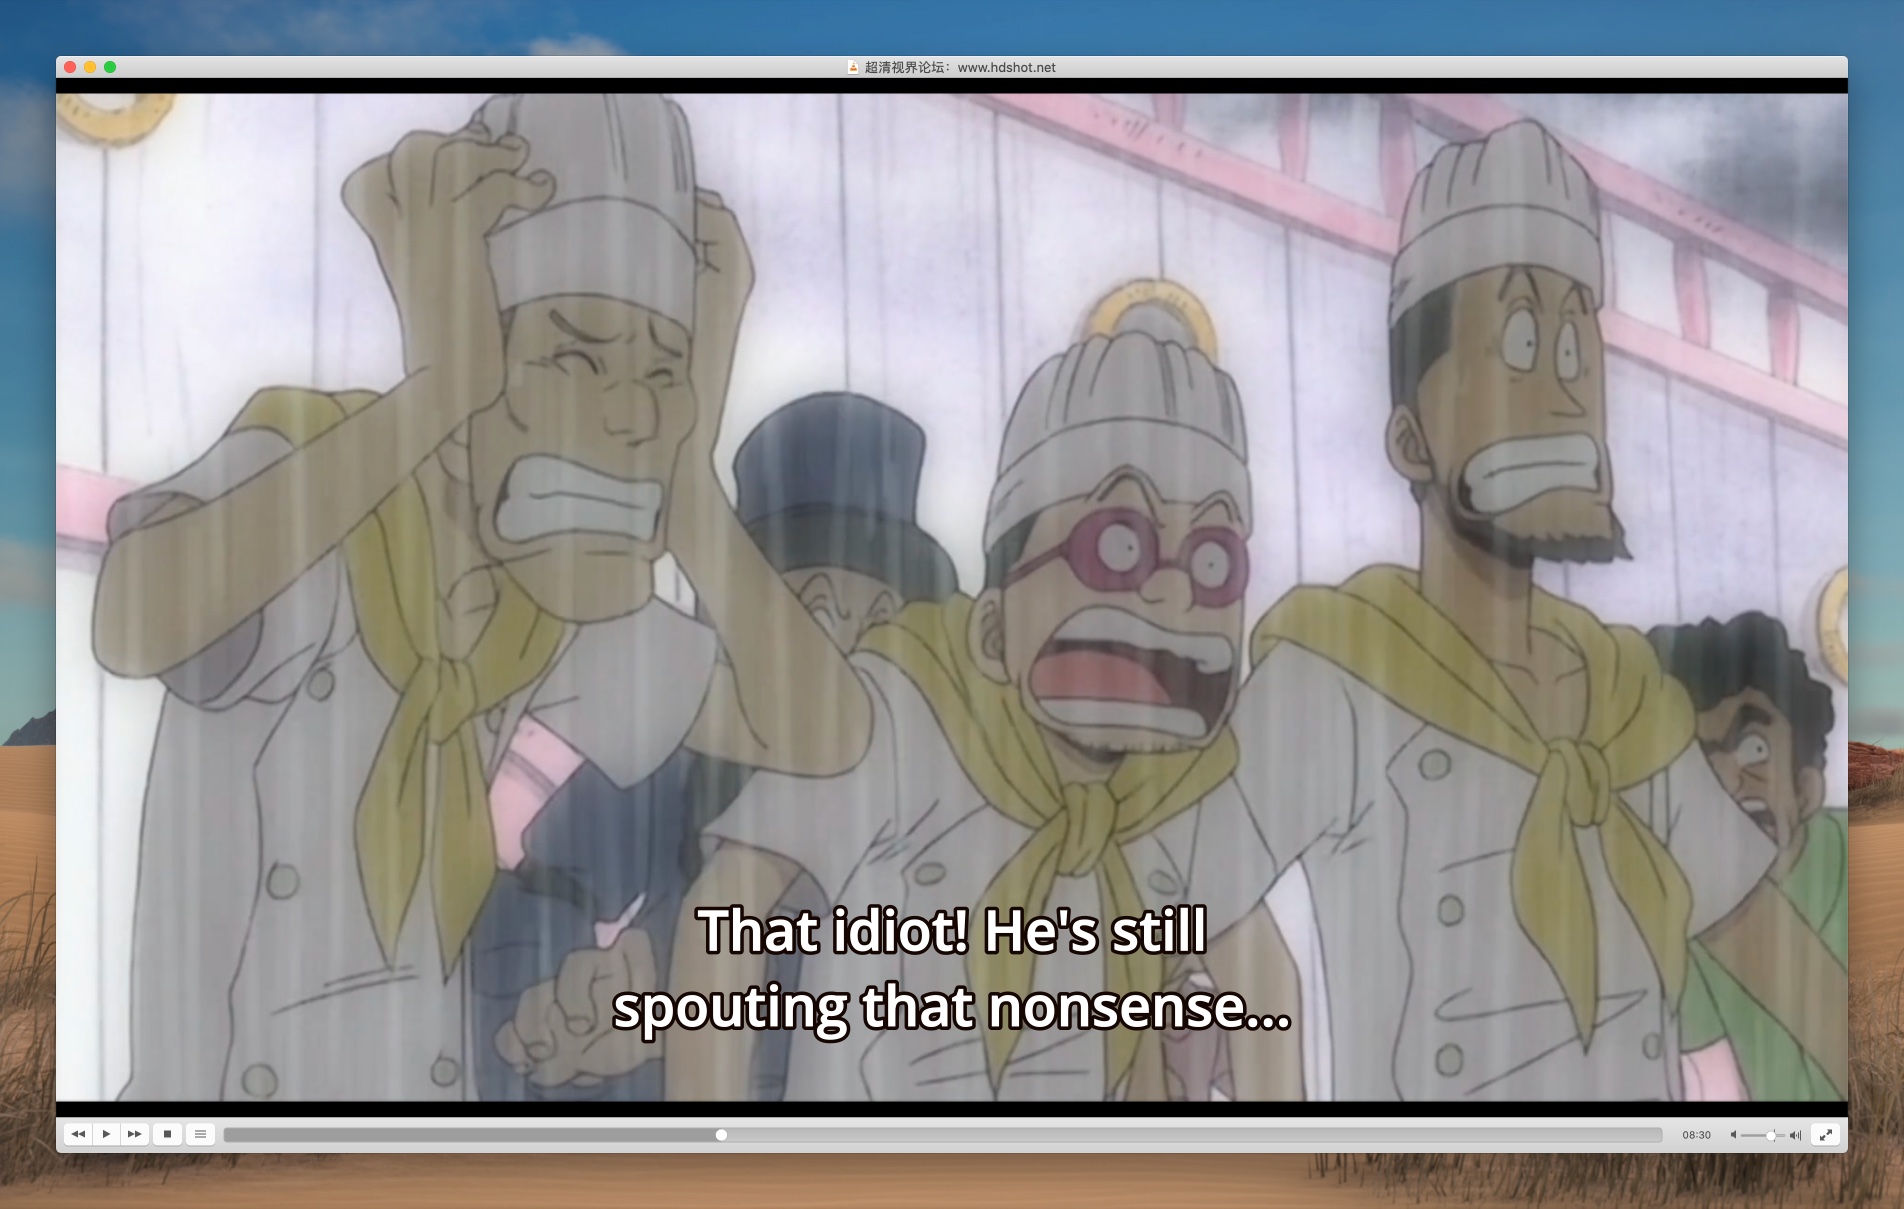 超清视界论坛：www.hdshot.net
That idiot! He's still
spouting that nonsense...
08:30